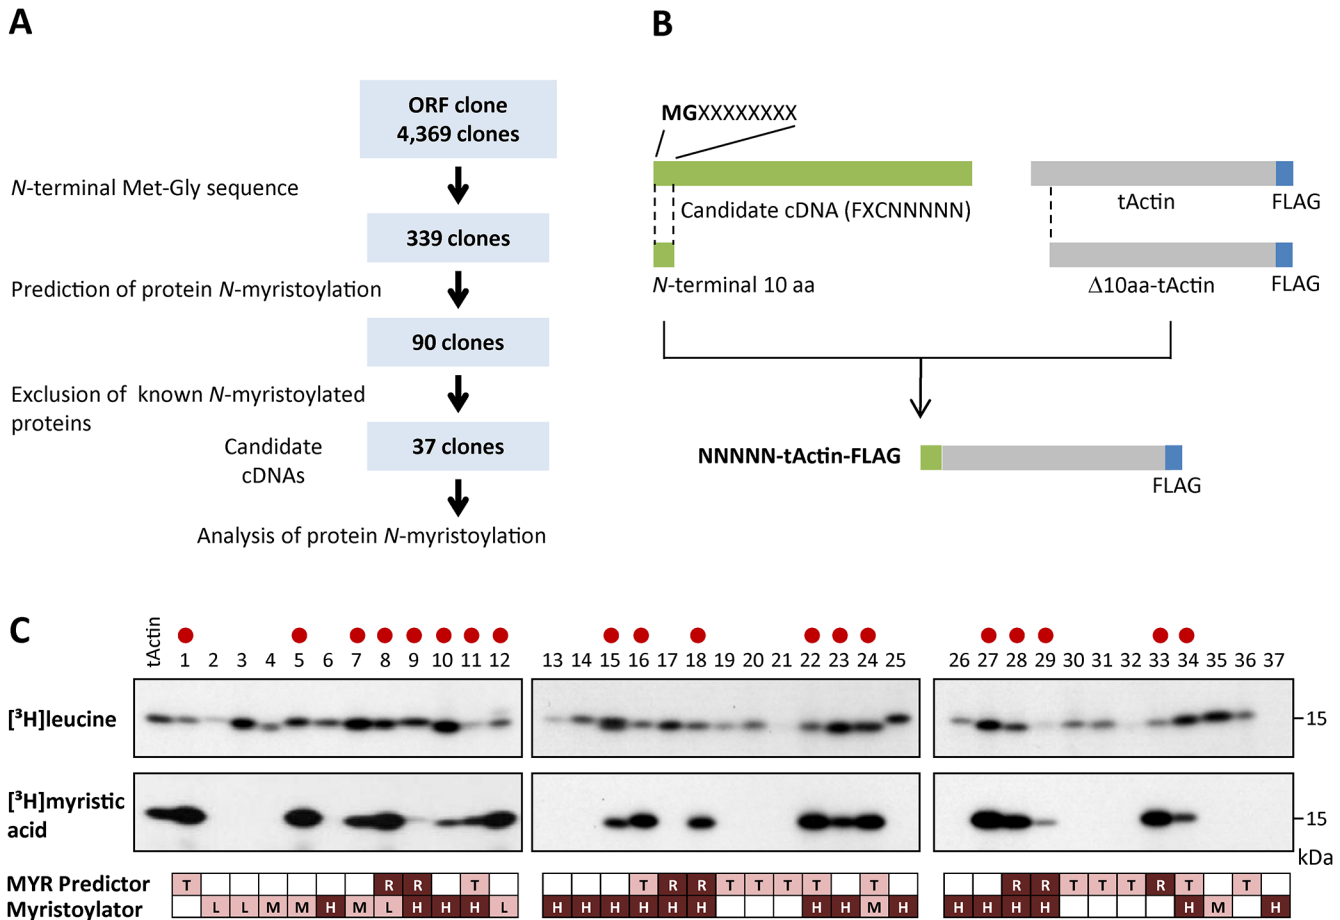 A
ORF clone
4,369 clones
N-terminal Met-Gly sequence
339 clones
Prediction of protein N-myristoylation
90 clones
Exclusion of known N-myristoylated
proteins
Candidate
cDNAs
37 clones
Analysis of protein N-myristoylation
B
MGXXXXXXXX
Candidate cDNA (FXCNNNNN)
tActin
FLAG
N-terminal 10 aa
Δ10aa-tActin
FLAG
NNNNN-tActin-FLAG
FLAG
C
tActin
1 2 3 4 5 6 7 8 9 10 11 12 13 14 15 16 17 18 19 20 21 22 23 24 25 26 27 28 29 30 31 32 33 34 35 36 37
[³H]leucine
15
[³H]myristic
acid
15
kDa
MYR Predictor T R R T T R R T T T T T R R T T T R T T
Myristoylator L L M M H M L H H H L H H H H H H H H M H H H H H H M H